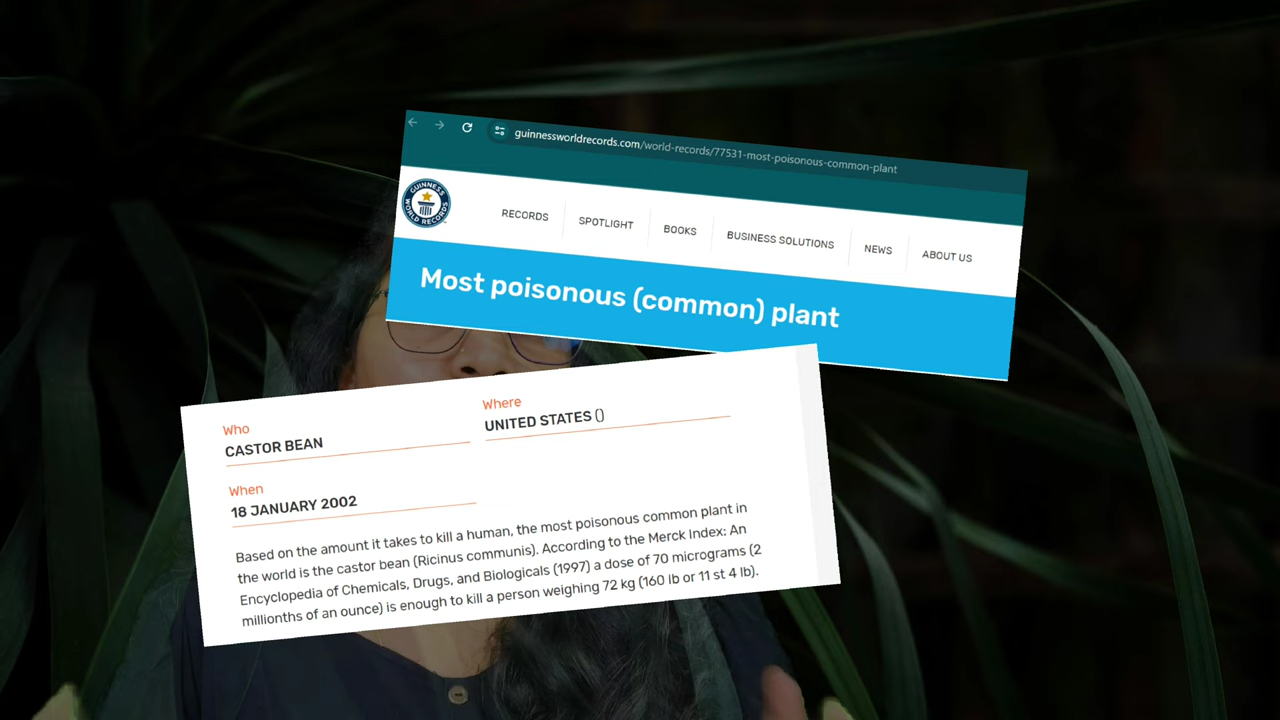 guinnessworldrecords.com/world-records/77531-most-poisonous-common-plant
GUINNESS WORLD RECORDS
RECORDS
SPOTLIGHT
BOOKS
BUSINESS SOLUTIONS
NEWS
ABOUT US
Most poisonous (common) plant
Who
CASTOR BEAN
Where
UNITED STATES ()
When
18 JANUARY 2002
Based on the amount it takes to kill a human, the most poisonous common plant in
the world is the castor bean (Ricinus communis). According to the Merck Index: An
Encyclopedia of Chemicals, Drugs, and Biologicals (1997) a dose of 70 micrograms (2
millionths of an ounce) is enough to kill a person weighing 72 kg (160 lb or 11 st 4 lb).